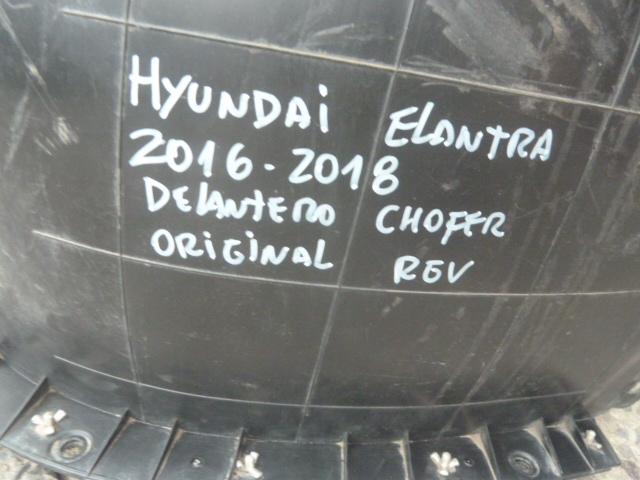 HYUNDAi ELANTRA
2016-2018
DELANTERO CHOFER
ORIGINAL REV